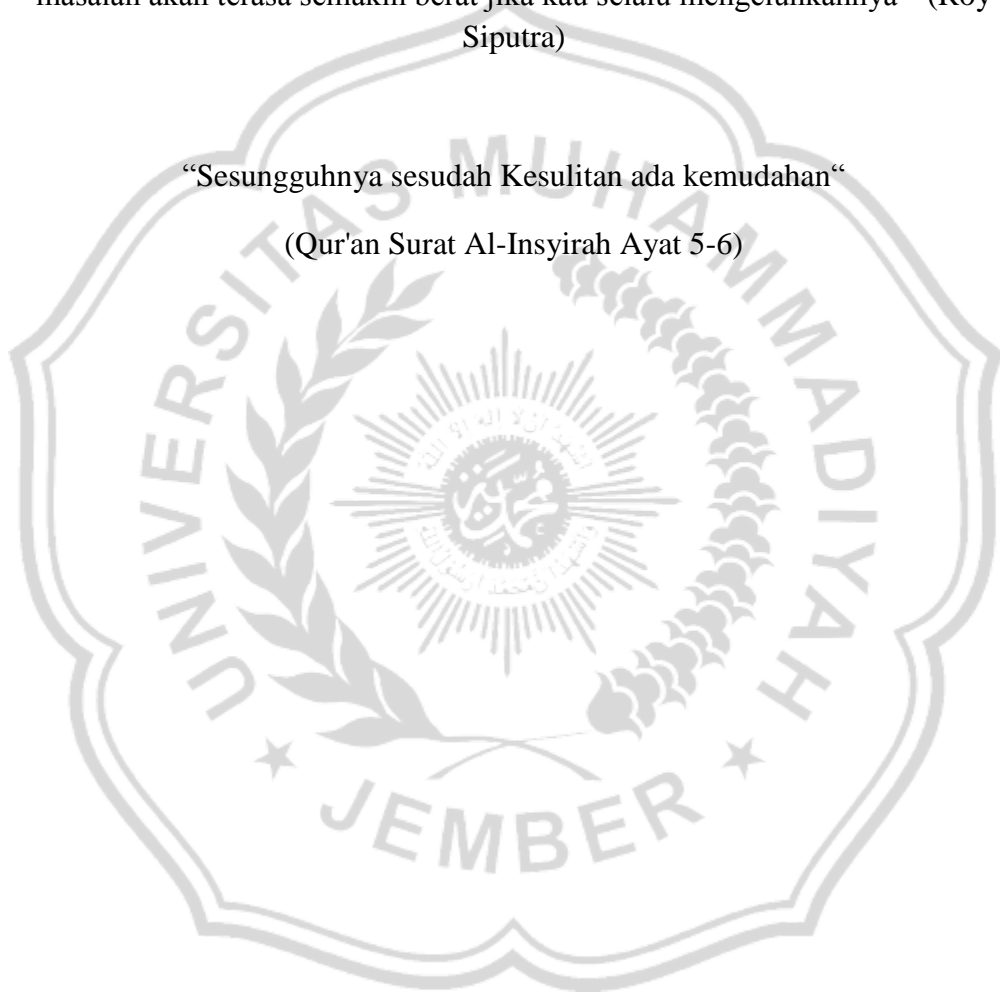 masalah akan terasa semakin berat jika kau selalu mengeluhkannya“ (Roy
Siputra)
“Sesungguhnya sesudah Kesulitan ada kemudahan“
(Qur'an Surat Al-Insyirah Ayat 5-6)
UNIVERSITAS MUHAMMADIYAH
JEMBER